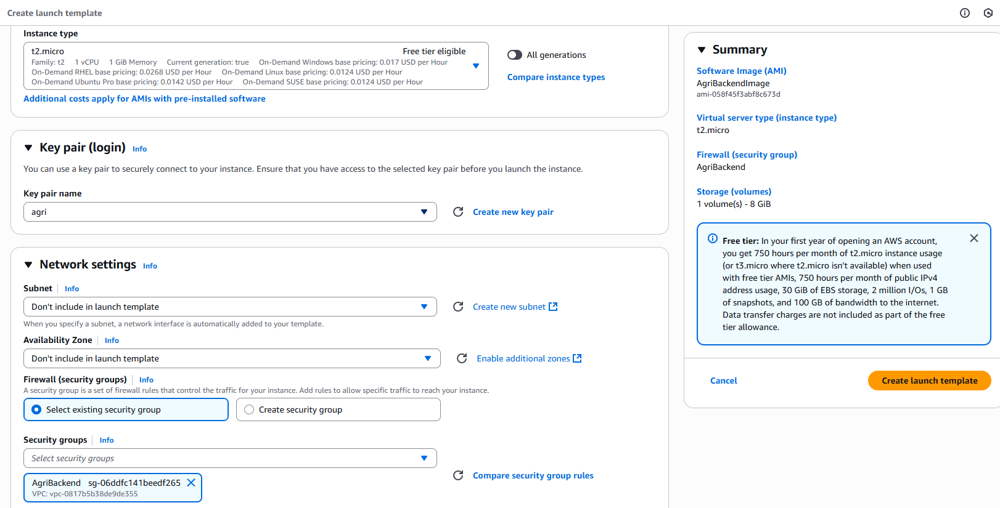 Create launch template
Instance type
t2.micro Free tier eligible
Family: t2 1 vCPU 1 GiB Memory Current generation: true On-Demand Windows base pricing: 0.017 USD per Hour
On-Demand RHEL base pricing: 0.0268 USD per Hour On-Demand Linux base pricing: 0.0124 USD per Hour
On-Demand Ubuntu Pro base pricing: 0.0142 USD per Hour On-Demand SUSE base pricing: 0.0124 USD per Hour
All generations
Compare instance types
Additional costs apply for AMIs with pre-installed software
Key pair (login) Info
You can use a key pair to securely connect to your instance. Ensure that you have access to the selected key pair before you launch the instance.
Key pair name
agri
Create new key pair
Network settings Info
Subnet Info
Don't include in launch template
Create new subnet
When you specify a subnet, a network interface is automatically added to your template.
Availability Zone Info
Don't include in launch template
Enable additional zones
Firewall (security groups) Info
A security group is a set of firewall rules that control the traffic for your instance. Add rules to allow specific traffic to reach your instance.
Select existing security group
Create security group
Security groups Info
Select security groups
AgriBackend sg-06ddfc141beedf265
VPC: vpc-0817b5b38de9de355
Compare security group rules
Summary
Software Image (AMI)
AgriBackendImage
ami-058f45f3abf8c673d
Virtual server type (instance type)
t2.micro
Firewall (security group)
AgriBackend
Storage (volumes)
1 volume(s) - 8 GiB
Free tier: In your first year of opening an AWS account,
you get 750 hours per month of t2.micro instance usage
(or t3.micro where t2.micro isn't available) when used
with free tier AMIs, 750 hours per month of public IPv4
address usage, 30 GiB of EBS storage, 2 million I/Os, 1 GB
of snapshots, and 100 GB of bandwidth to the internet.
Data transfer charges are not included as part of the free
tier allowance.
Cancel
Create launch template